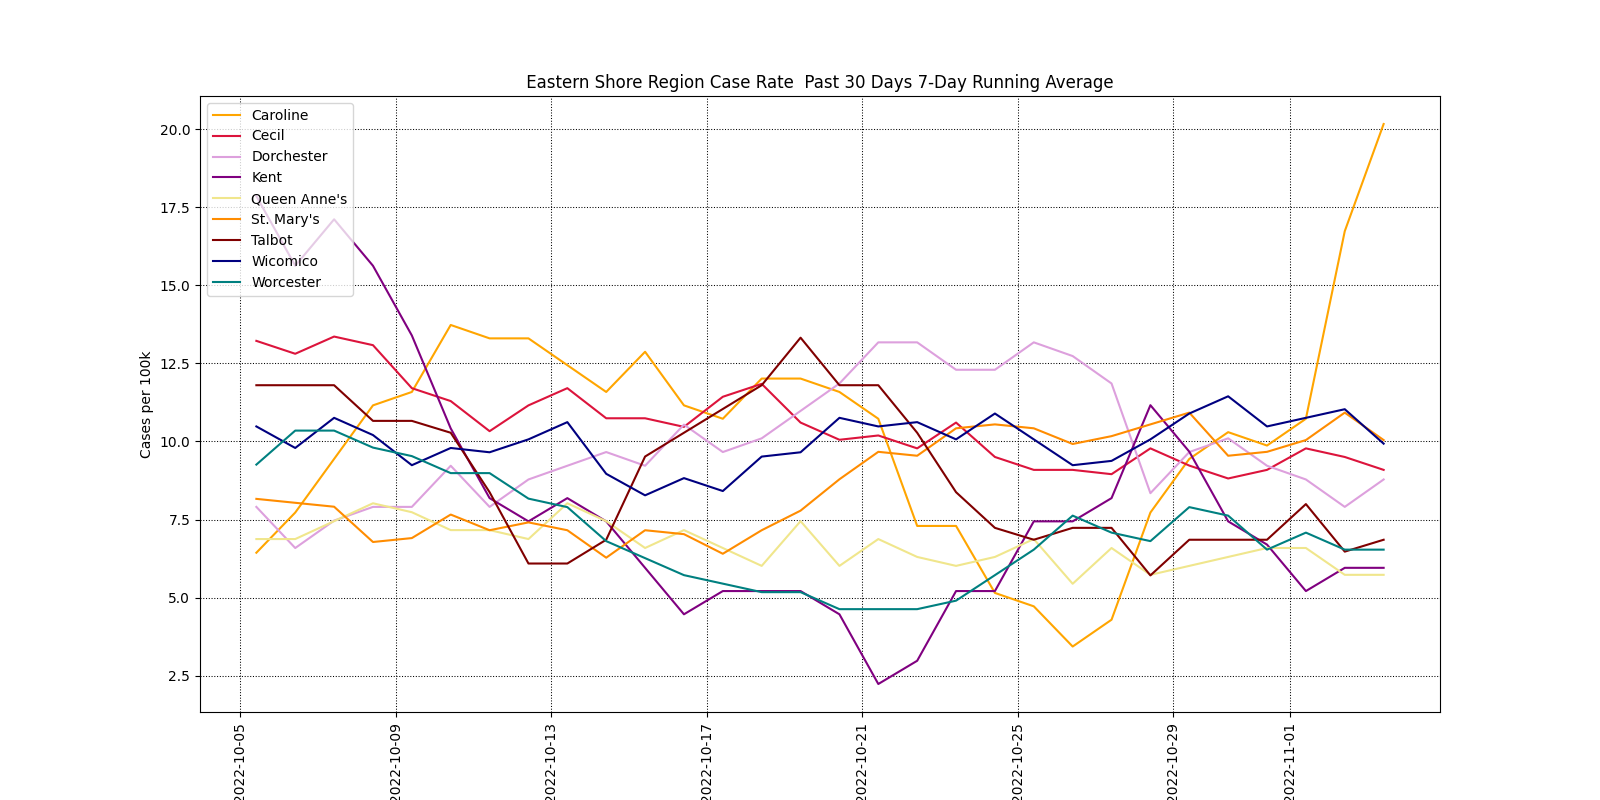 Eastern Shore Region Case Rate  Past 30 Days 7-Day Running Average
Cases per 100k
20.0
17.5
15.0
12.5
10.0
7.5
5.0
2.5
Caroline
Cecil
Dorchester
Kent
Queen Anne's
St. Mary's
Talbot
Wicomico
Worcester
2022-10-05
2022-10-09
2022-10-13
2022-10-17
2022-10-21
2022-10-25
2022-10-29
2022-11-01